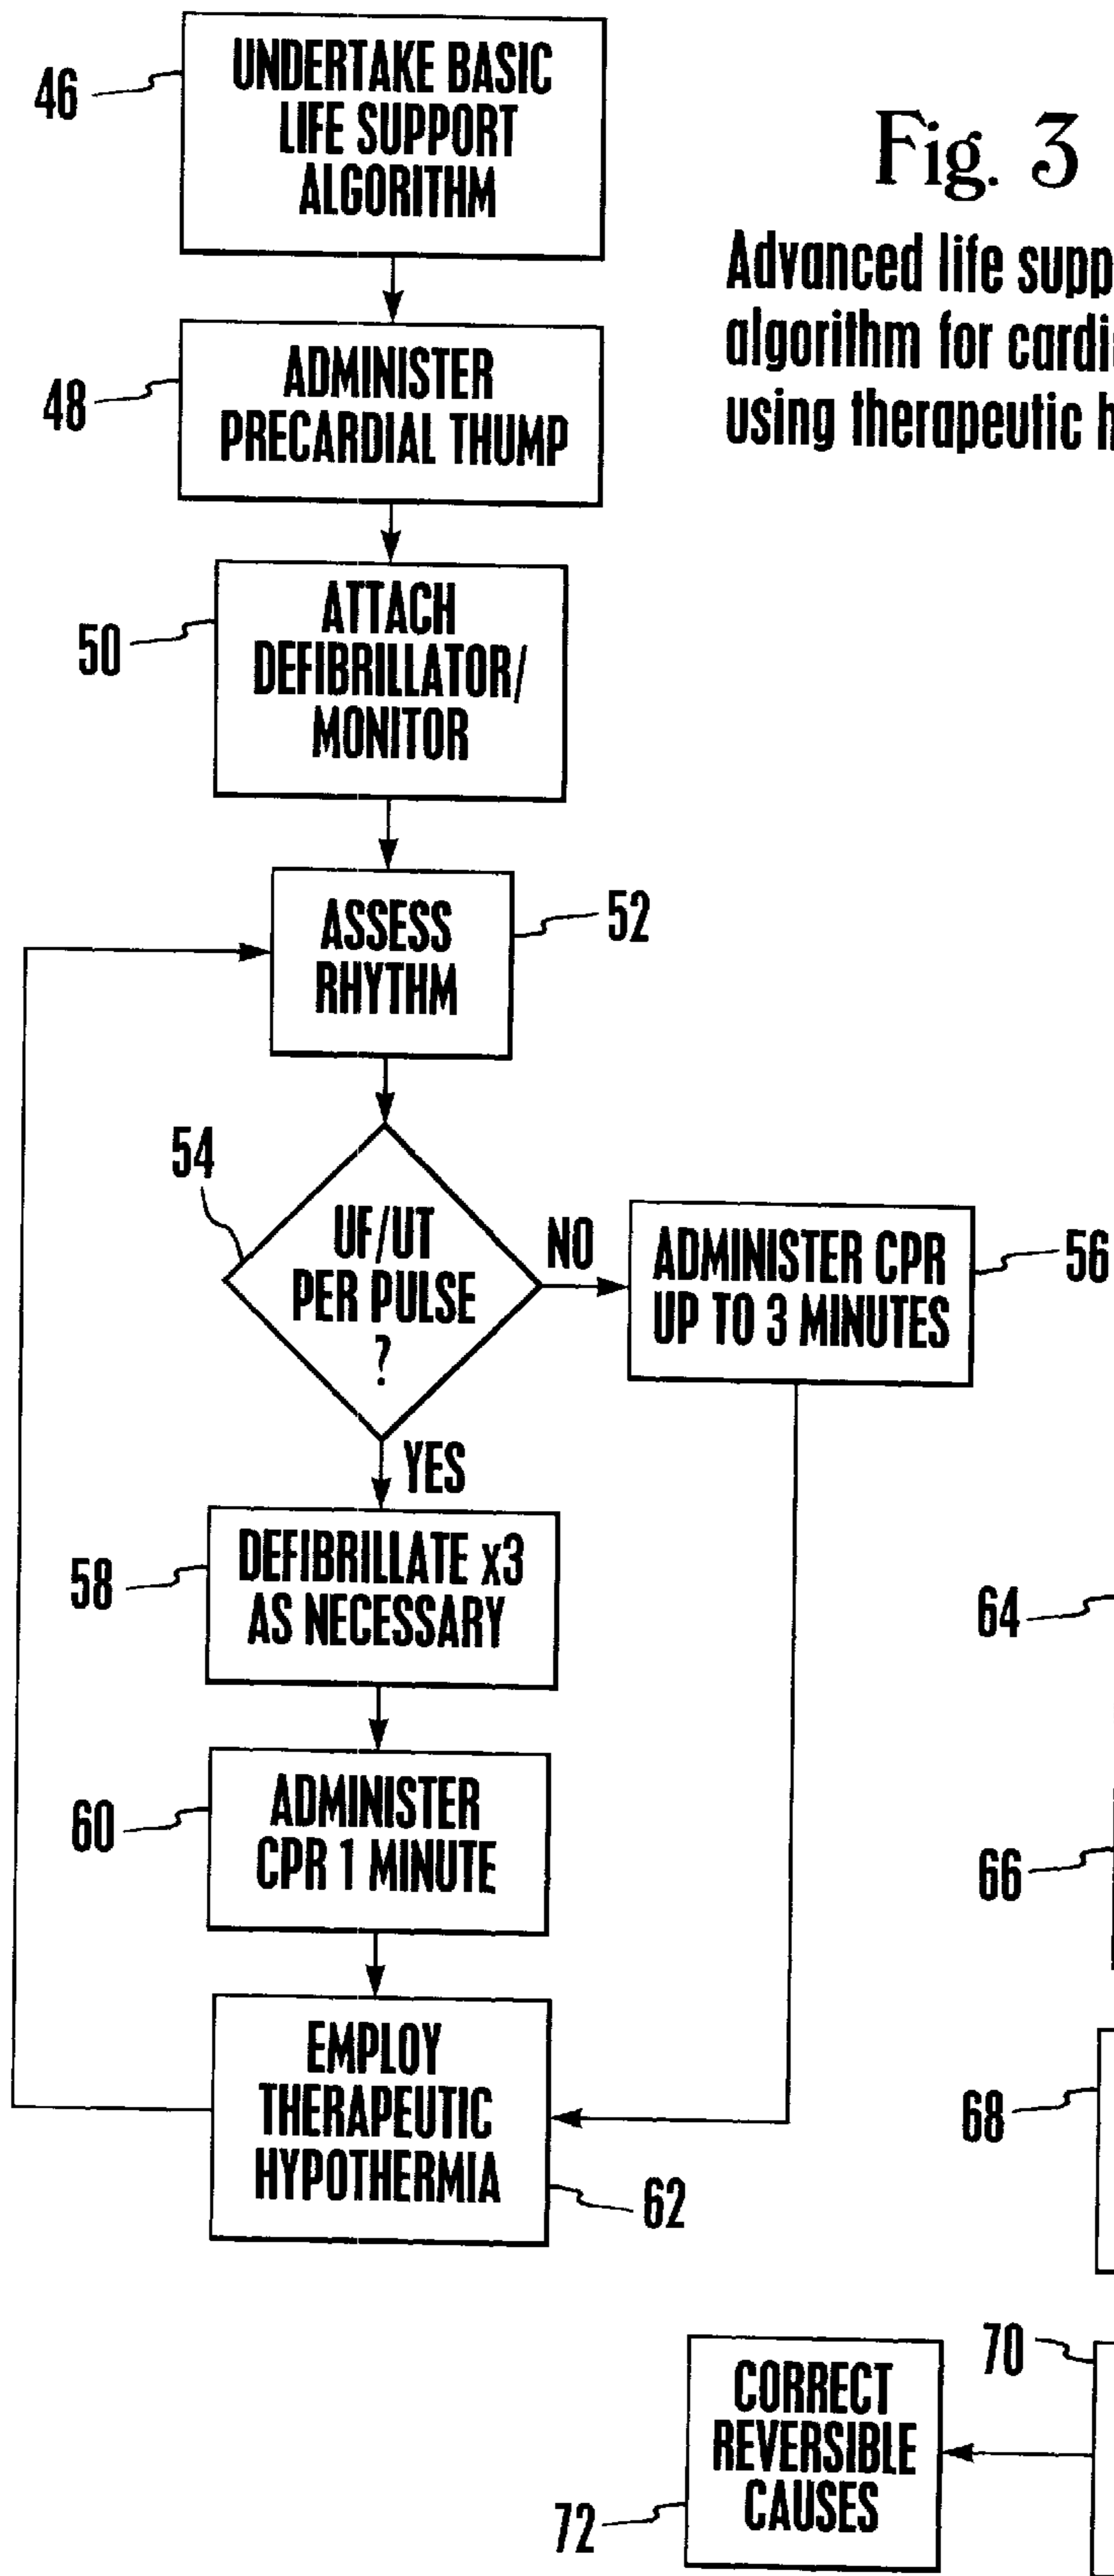 46
UNDERTAKE BASIC
LIFE SUPPORT
ALGORITHM
Fig. 3
Advanced life supp
algorithm for cardi
using therapeutic h
48
ADMINISTER
PRECARDIAL THUMP
50
ATTACH
DEFIBRILLATOR/
MONITOR
ASSESS
RHYTHM
52
54
UF/UT
PER PULSE
?
NO
ADMINISTER CPR
UP TO 3 MINUTES
56
YES
58
DEFIBRILLATE x3
AS NECESSARY
60
ADMINISTER
CPR 1 MINUTE
EMPLOY
THERAPEUTIC
HYPOTHERMIA
62
64
66
68
70
CORRECT
REVERSIBLE
CAUSES
72